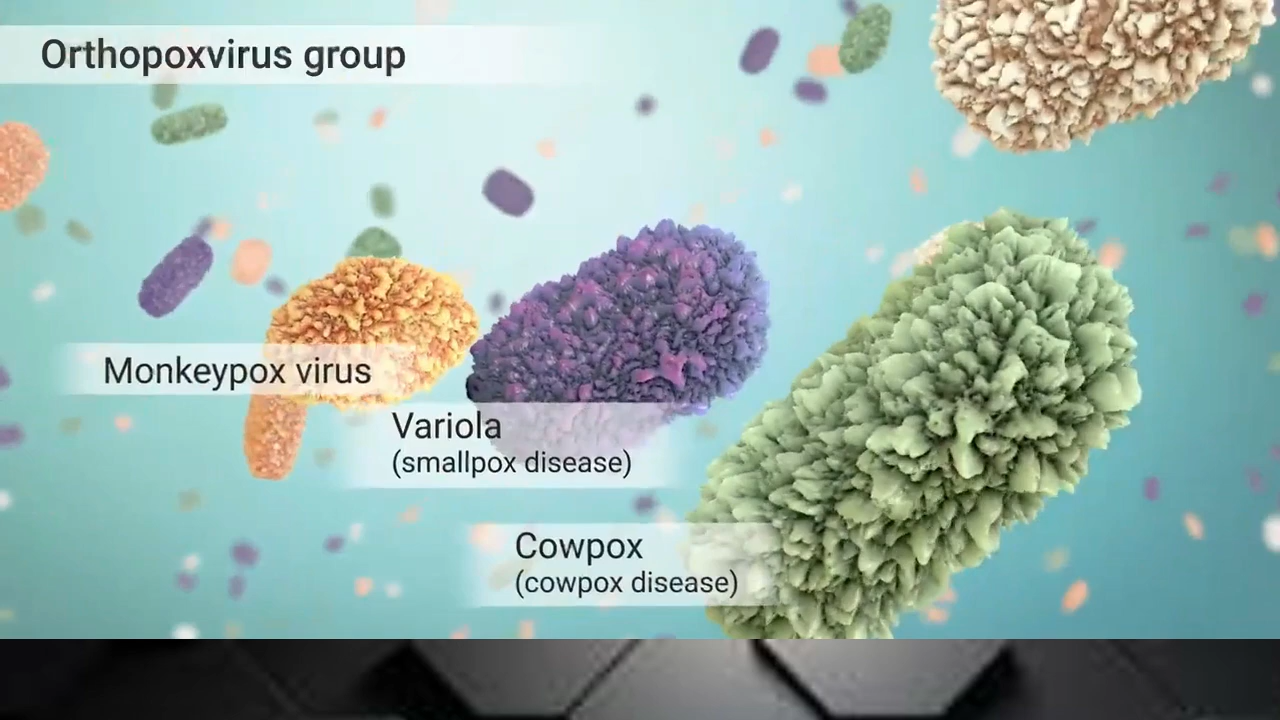 Orthopoxvirus group
Monkeypox virus
Variola
(smallpox disease)
Cowpox
(cowpox disease)